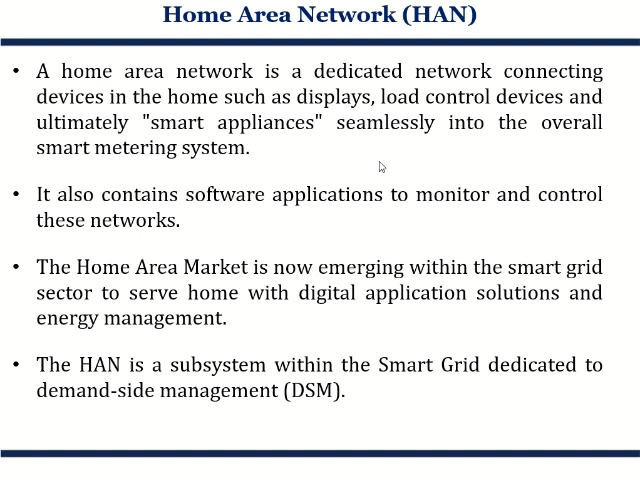 Home Area Network (HAN)
• A home area network is a dedicated network connecting
devices in the home such as displays, load control devices and
ultimately "smart appliances" seamlessly into the overall
smart metering system.
• It also contains software applications to monitor and control
these networks.
• The Home Area Market is now emerging within the smart grid
sector to serve home with digital application solutions and
energy management.
• The HAN is a subsystem within the Smart Grid dedicated to
demand-side management (DSM).